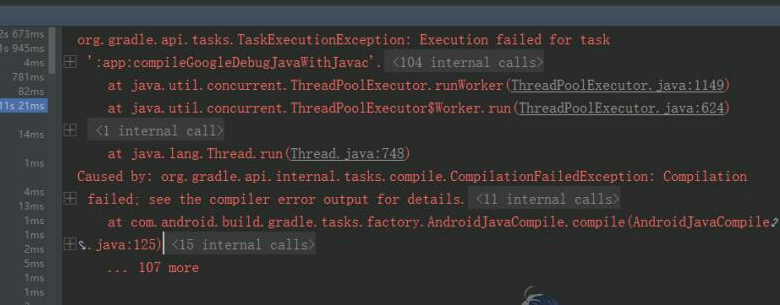 2s 673ms
1s 945ms
4ms
781ms
82ms
11s 21ms
14ms
1ms
4ms
13ms
1ms
1ms
2ms
5ms
1ms
1ms
org.gradle.api.tasks.TaskExecutionException: Execution failed for task
':app:compileGoogleDebugJavaWithJavac'. <104 internal calls>
at java.util.concurrent.ThreadPoolExecutor.runWorker(ThreadPoolExecutor.java:1149)
at java.util.concurrent.ThreadPoolExecutor$Worker.run(ThreadPoolExecutor.java:624)
<1 internal call>
at java.lang.Thread.run(Thread.java:748)
Caused by: org.gradle.api.internal.tasks.compile.CompilationFailedException: Compilation
failed; see the compiler error output for details. <11 internal calls>
at com.android.build.gradle.tasks.factory.AndroidJavaCompile.compile(AndroidJavaCompile
.java:125) <15 internal calls>
... 107 more